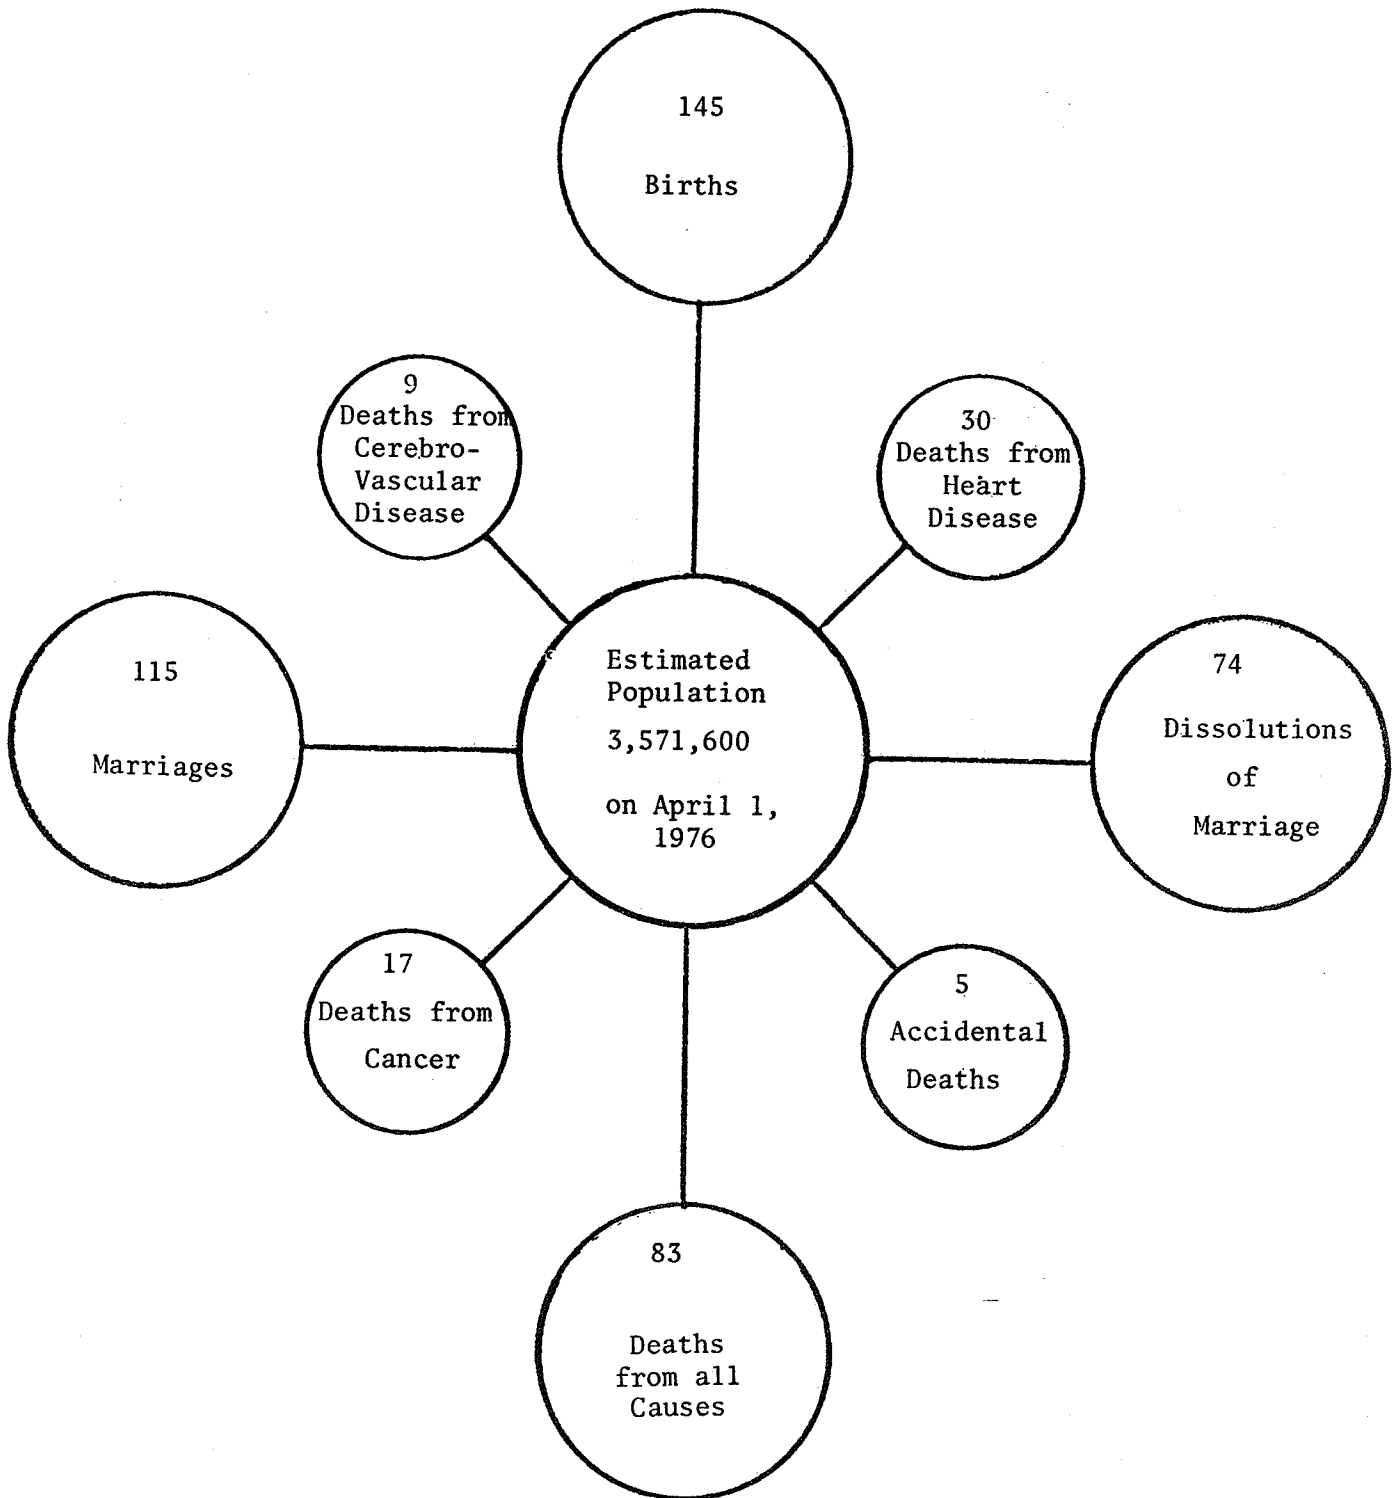 145
Births
9
Deaths from
Cerebro-
Vascular
Disease
30
Deaths from
Heart
Disease
115
Marriages
Estimated
Population
3,571,600
on April 1,
1976
74
Dissolutions
of
Marriage
17
Deaths from
Cancer
5
Accidental
Deaths
83
Deaths
from all
Causes